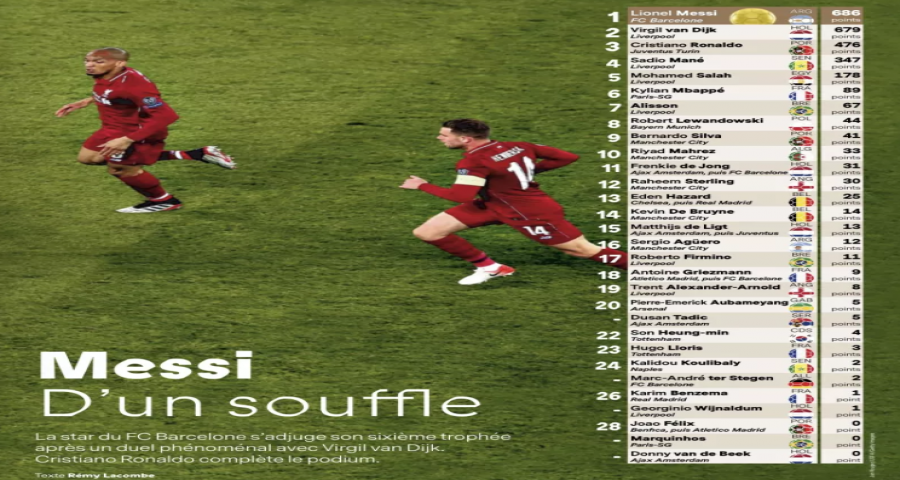 1 Lionel Messi ARG 686
FC Barcelone points
2 Virgil van Dijk HOL 679
Liverpool points
3 Cristiano Ronaldo POR 476
Juventus Turin points
4 Sadio Mané SEN 347
Liverpool points
5 Mohamed Salah EGY 178
Liverpool points
6 Kylian Mbappé FRA 89
Paris-SG points
7 Alisson BRE 67
Liverpool points
8 Robert Lewandowski POL 44
Bayern Munich points
9 Bernardo Silva POR 41
Manchester City points
10 Riyad Mahrez ALG 33
Manchester City points
11 Frenkie de Jong HOL 31
Ajax Amsterdam, puis FC Barcelone points
12 Raheem Sterling ANG 30
Manchester City points
13 Eden Hazard BEL 25
Chelsea, puis Real Madrid points
14 Kevin De Bruyne BEL 14
Manchester City points
15 Matthijs de Ligt HOL 13
Ajax Amsterdam, puis Juventus points
16 Sergio Agüero ARG 12
Manchester City points
17 Roberto Firmino BRE 11
Liverpool points
18 Antoine Griezmann FRA 9
Atletico Madrid, puis FC Barcelone points
19 Trent Alexander-Arnold ANG 8
Liverpool points
20 Pierre-Emerick Aubameyang GAB 5
Arsenal points
- Dusan Tadic SER 5
Ajax Amsterdam points
22 Son Heung-min CDS 4
Tottenham points
23 Hugo Lloris FRA 3
Tottenham points
24 Kalidou Koulibaly SEN 2
Naples points
- Marc-André ter Stegen ALL 2
FC Barcelone points
26 Karim Benzema FRA 1
Real Madrid point
- Georginio Wijnaldum HOL 1
Liverpool point
28 Joao Félix POR 0
Benfica, puis Atletico Madrid point
- Marquinhos BRE 0
Paris-SG point
- Donny van de Beek HOL 0
Ajax Amsterdam point
HENDERSON
14
14
Messi
D'un souffle
La star du FC Barcelone s'adjuge son sixième trophée
après un duel phénoménal avec Virgil van Dijk.
Cristiano Ronaldo complète le podium.
Texte Rémy Lacombe